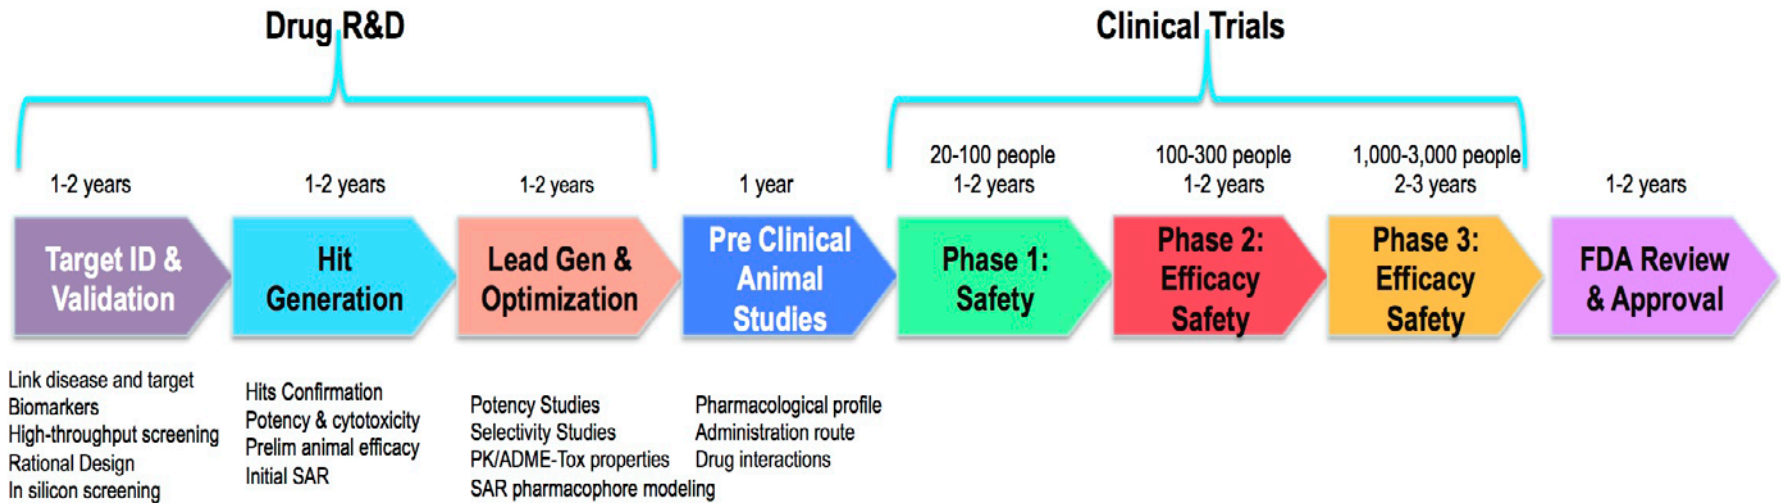 Drug R&D
Clinical Trials
1-2 years
1-2 years
1-2 years
1 year
20-100 people
1-2 years
100-300 people
1-2 years
1,000-3,000 people
2-3 years
1-2 years
Target ID &
Validation
Hit
Generation
Lead Gen &
Optimization
Pre Clinical
Animal
Studies
Phase 1:
Safety
Phase 2:
Efficacy
Safety
Phase 3:
Efficacy
Safety
FDA Review
& Approval
Link disease and target
Biomarkers
High-throughput screening
Rational Design
In silicon screening
Hits Confirmation
Potency & cytotoxicity
Prelim animal efficacy
Initial SAR
Potency Studies
Selectivity Studies
PK/ADME-Tox properties
SAR pharmacophore modeling
Pharmacological profile
Administration route
Drug interactions